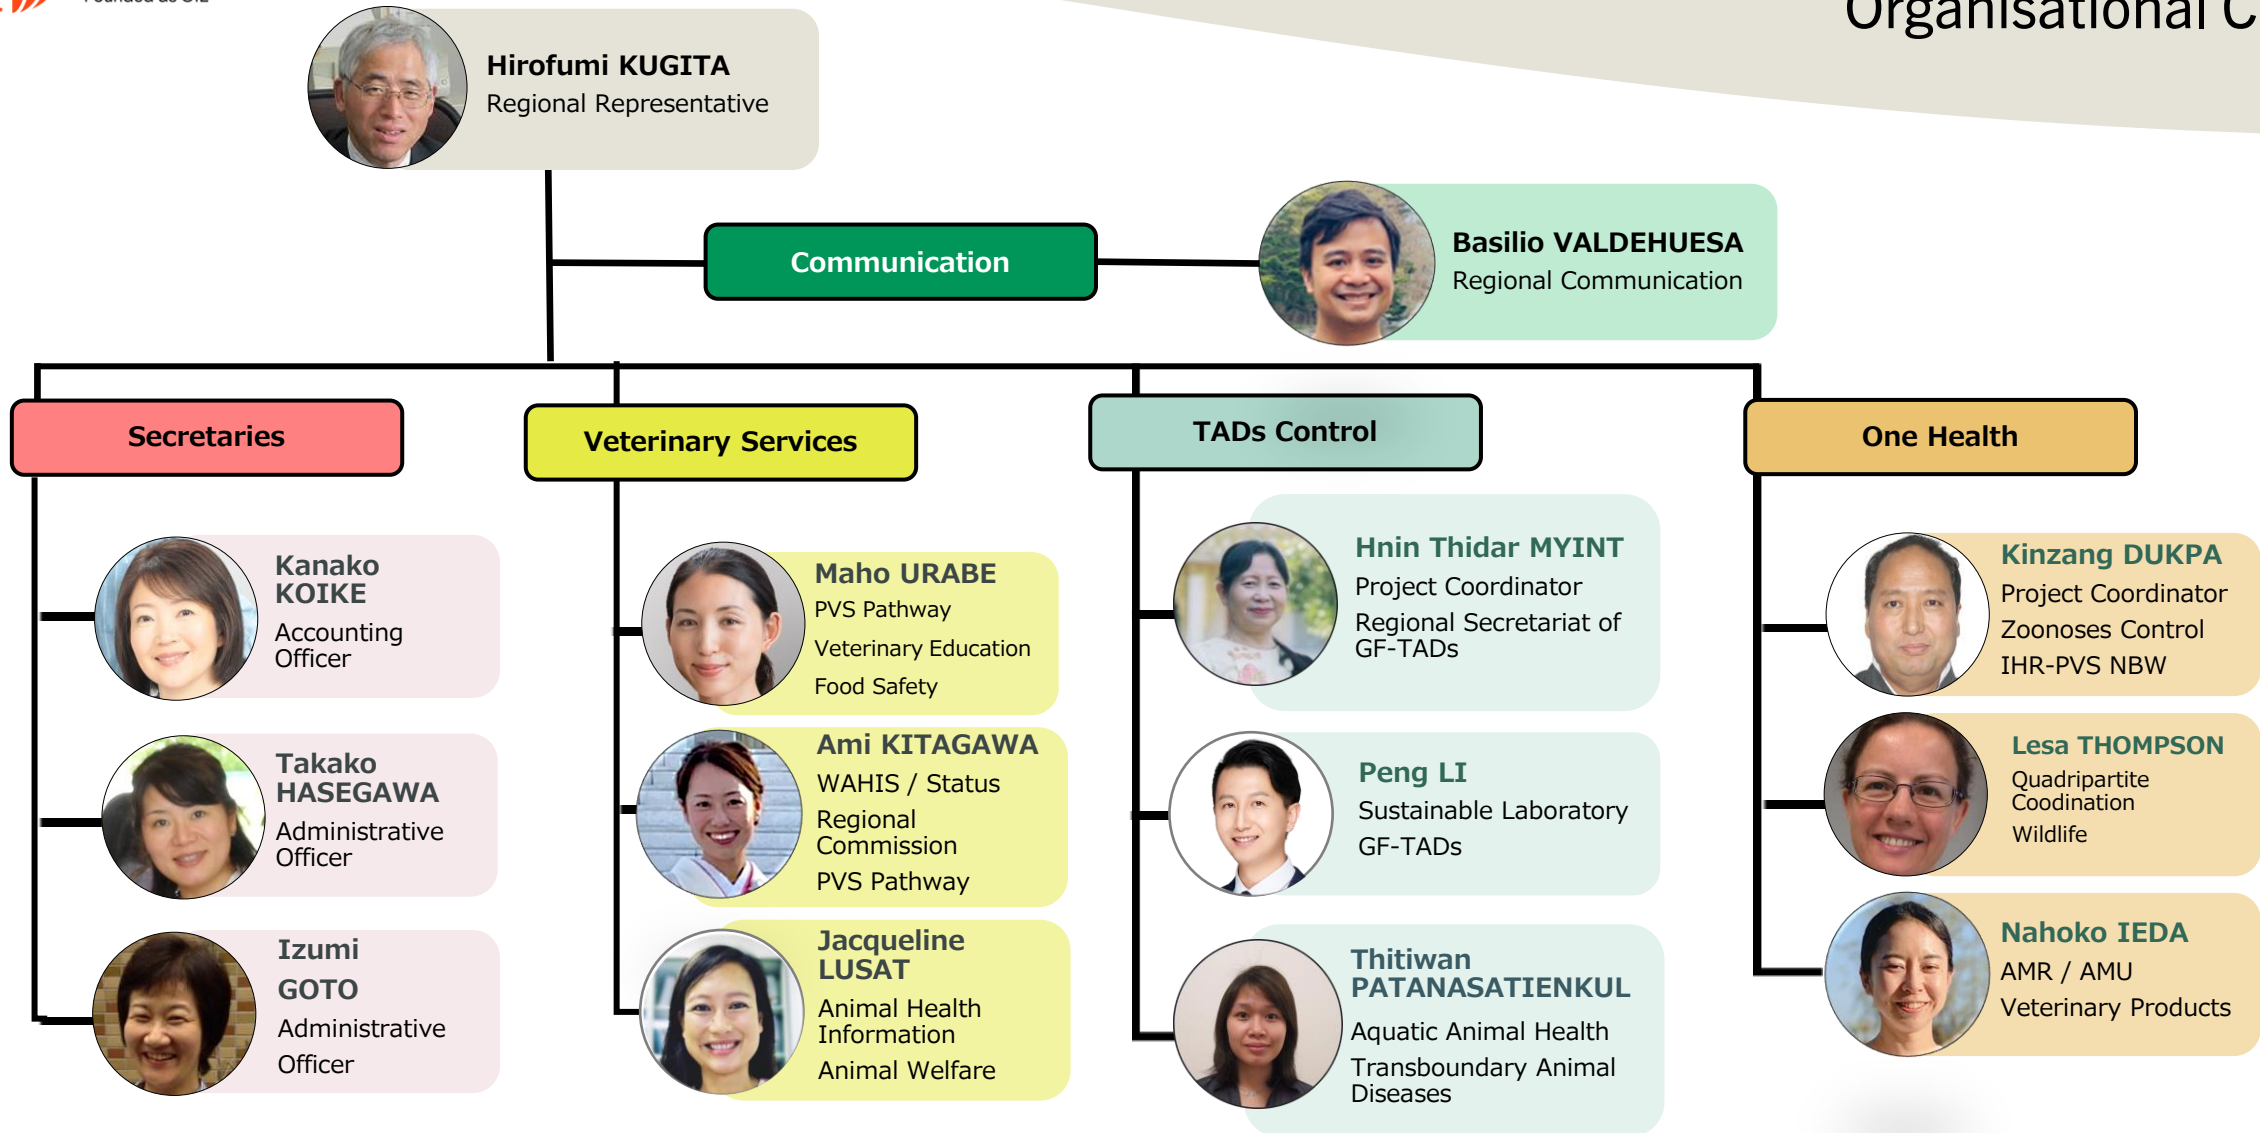 Organisational C
Hirofumi KUGITA
Regional Representative
Communication
Basilio VALDEHUESA
Regional Communication
Secretaries
Veterinary Services
TADs Control
One Health
Kanako
KOIKE
Accounting
Officer
Takako
HASEGAWA
Administrative
Officer
Izumi
GOTO
Administrative
Officer
Maho URABE
PVS Pathway
Veterinary Education
Food Safety
Ami KITAGAWA
WAHIS / Status
Regional
Commission
PVS Pathway
Jacqueline
LUSAT
Animal Health
Information
Animal Welfare
Hnin Thidar MYINT
Project Coordinator
Regional Secretariat of
GF-TADs
Peng LI
Sustainable Laboratory
GF-TADs
Thitiwan
PATANASATIENKUL
Aquatic Animal Health
Transboundary Animal
Diseases
Kinzang DUKPA
Project Coordinator
Zoonoses Control
IHR-PVS NBW
Lesa THOMPSON
Quadripartite
Coodination
Wildlife
Nahoko IEDA
AMR / AMU
Veterinary Products